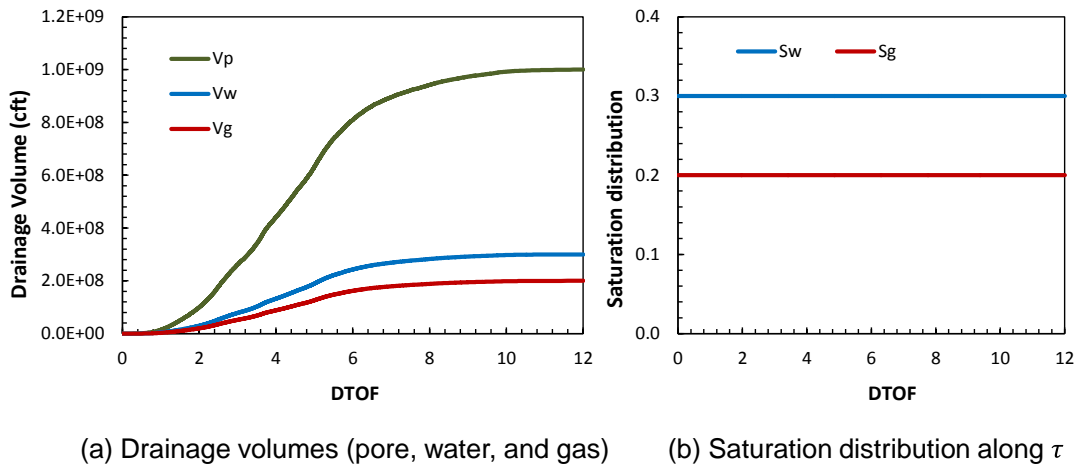 1.2E+09
1.0E+09
8.0E+08
6.0E+08
4.0E+08
2.0E+08
0.0E+00
Drainage Volume (cft)
Vp
Vw
Vg
0 2 4 6 8 10 12
DTOF
0.4
0.3
0.2
0.1
0.0
Saturation distribution
Sw Sg
0 2 4 6 8 10 12
DTOF
(a) Drainage volumes (pore, water, and gas)
(b) Saturation distribution along τ